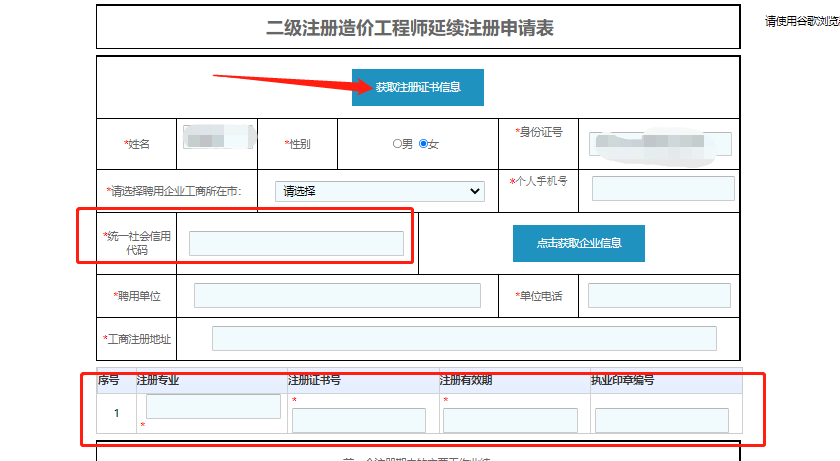 二级注册造价工程师延续注册申请表
请使用谷歌浏览
获取注册证书信息
*姓名
*性别
男 女
*身份证号
*请选择聘用企业工商所在市:
请选择
*个人手机号
*统一社会信用
代码
点击获取企业信息
*聘用单位
*单位电话
*工商注册地址
序号 注册专业 注册证书号 注册有效期 执业印章编号
1 * * *